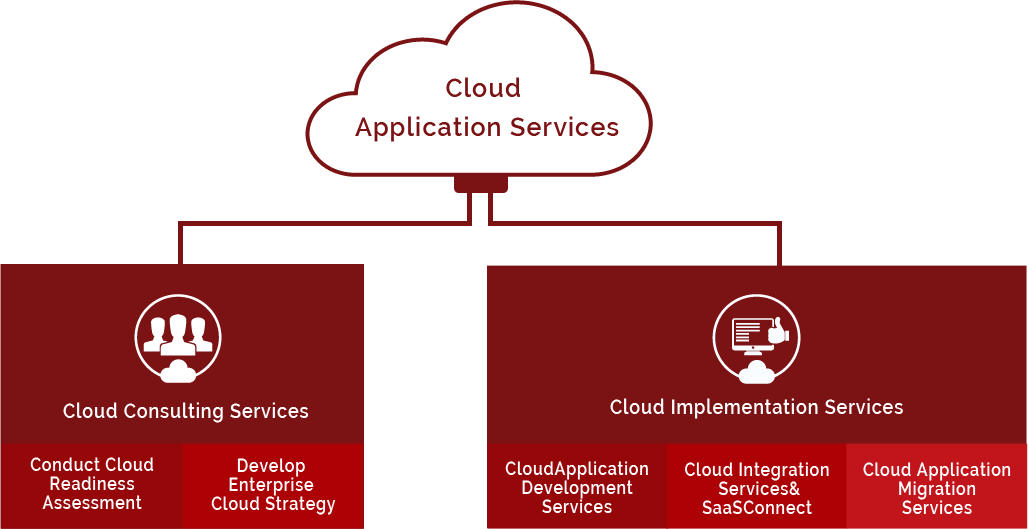 Cloud
Application Services
Cloud Consulting Services
Conduct Cloud
Readiness
Assessment
Develop
Enterprise
Cloud Strategy
Cloud Implementation Services
CloudApplication
Development
Services
Cloud Integration
Services&
SaaSConnect
Cloud Application
Migration
Services